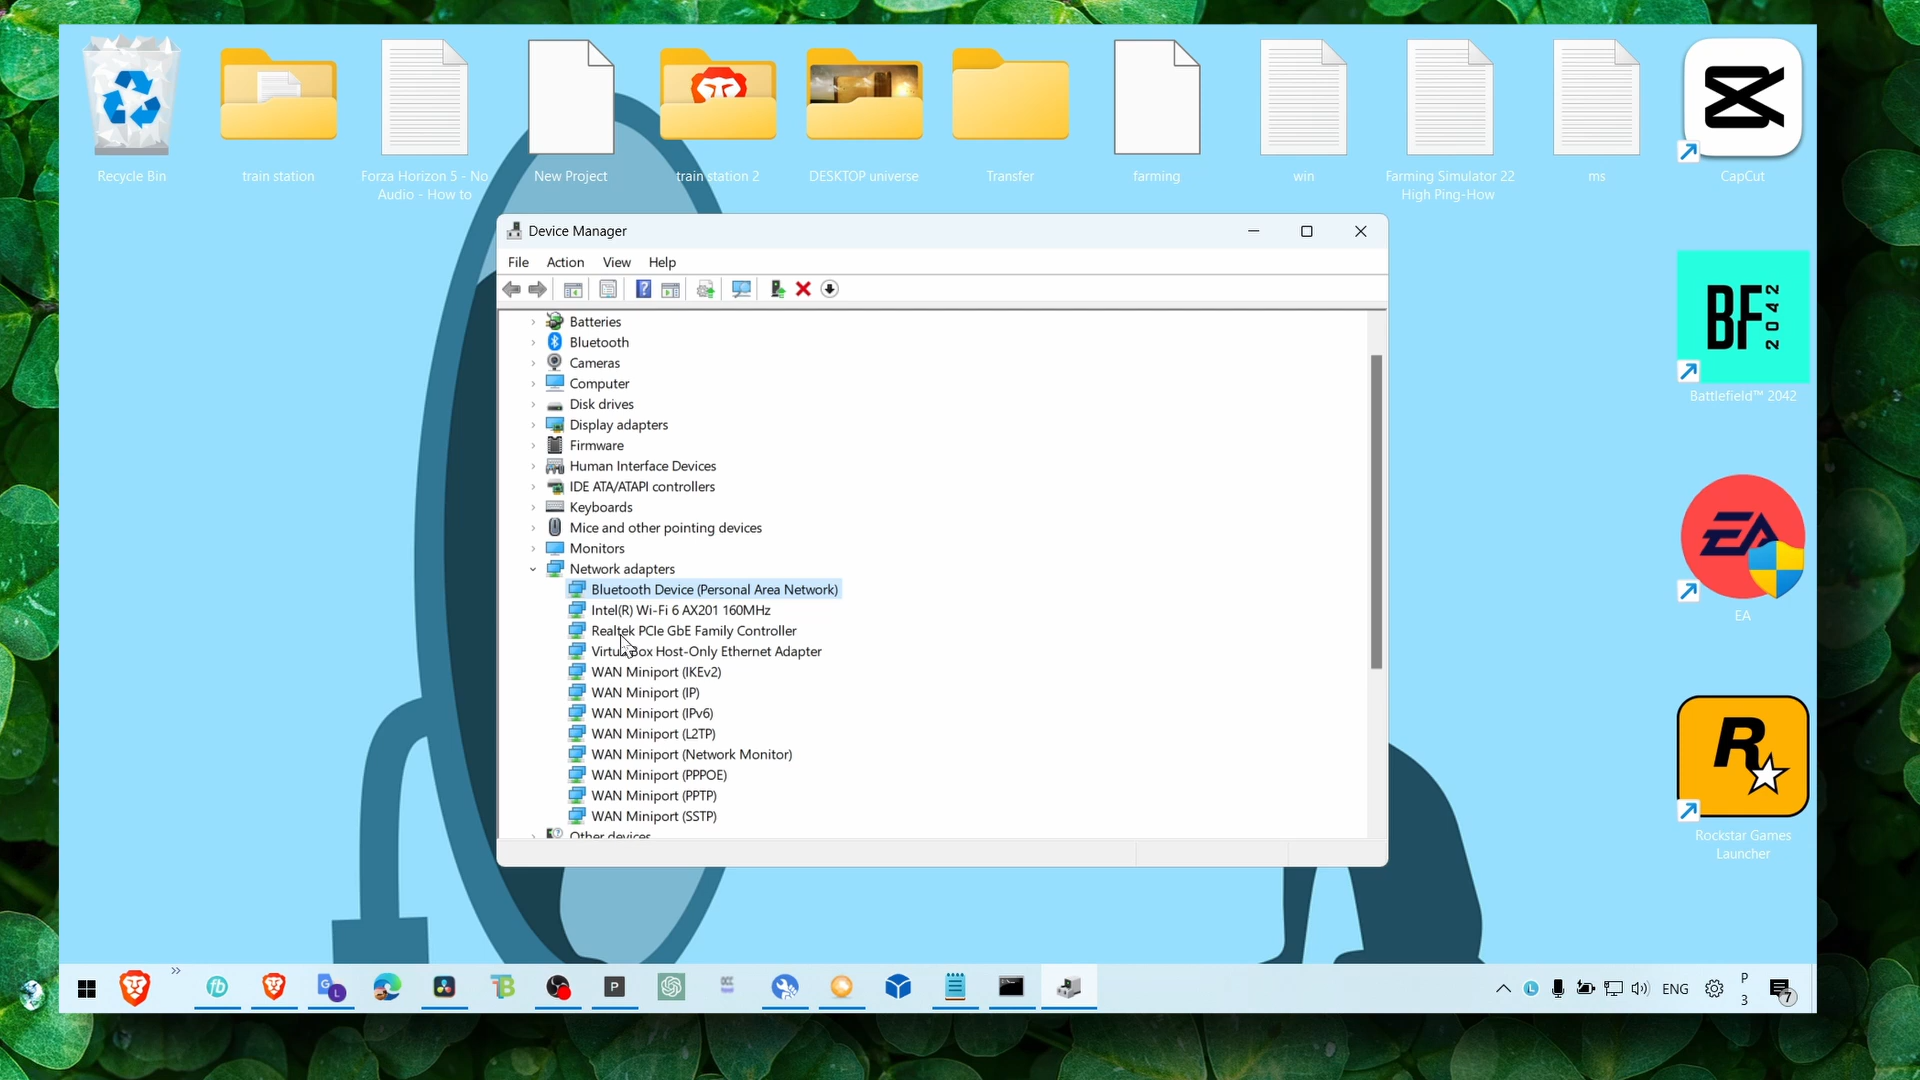 Recycle Bin
train station
Forza Horizon 5 - No
Audio - How to
New Project
train station 2
DESKTOP universe
Transfer
farming
win
Farming Simulator 22
High Ping-How
ms
CapCut
Device Manager
File Action View Help
Batteries
Bluetooth
Cameras
Computer
Disk drives
Display adapters
Firmware
Human Interface Devices
IDE ATA/ATAPI controllers
Keyboards
Mice and other pointing devices
Monitors
Network adapters
Bluetooth Device (Personal Area Network)
Intel(R) Wi-Fi 6 AX201 160MHz
Realtek PCIe GbE Family Controller
VirtualBox Host-Only Ethernet Adapter
WAN Miniport (IKEv2)
WAN Miniport (IP)
WAN Miniport (IPv6)
WAN Miniport (L2TP)
WAN Miniport (Network Monitor)
WAN Miniport (PPPOE)
WAN Miniport (PPTP)
WAN Miniport (SSTP)
Other devices
BF 2042
Battlefield™ 2042
EA
EA
R
Rockstar Games
Launcher
fb
G
L
TB
P
L
ENG
P
3
7